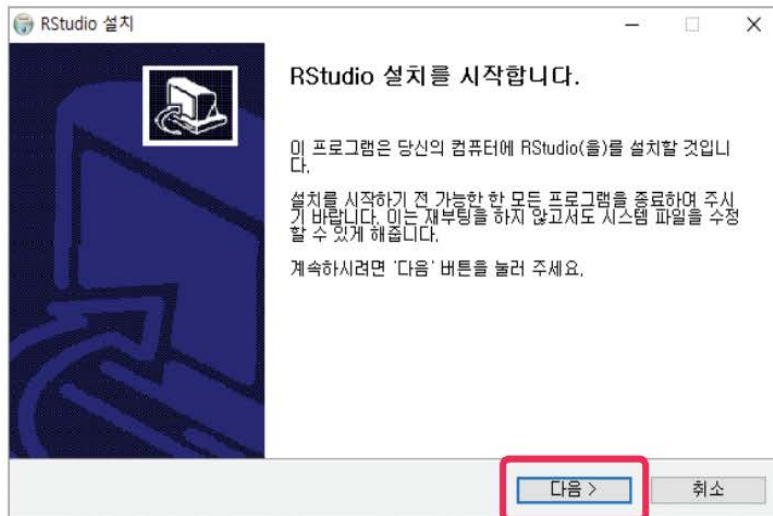 RStudio 설치
RStudio 설치를 시작합니다.
이 프로그램은 당신의 컴퓨터에 RStudio(을)를 설치할 것입니
다.
설치를 시작하기 전 가능한 한 모든 프로그램을 종료하여 주시
기 바랍니다. 이는 재부팅을 하지 않고서도 시스템 파일을 수정
할 수 있게 해줍니다.
계속하시려면 '다음' 버튼을 눌러 주세요.
다음 >
취소